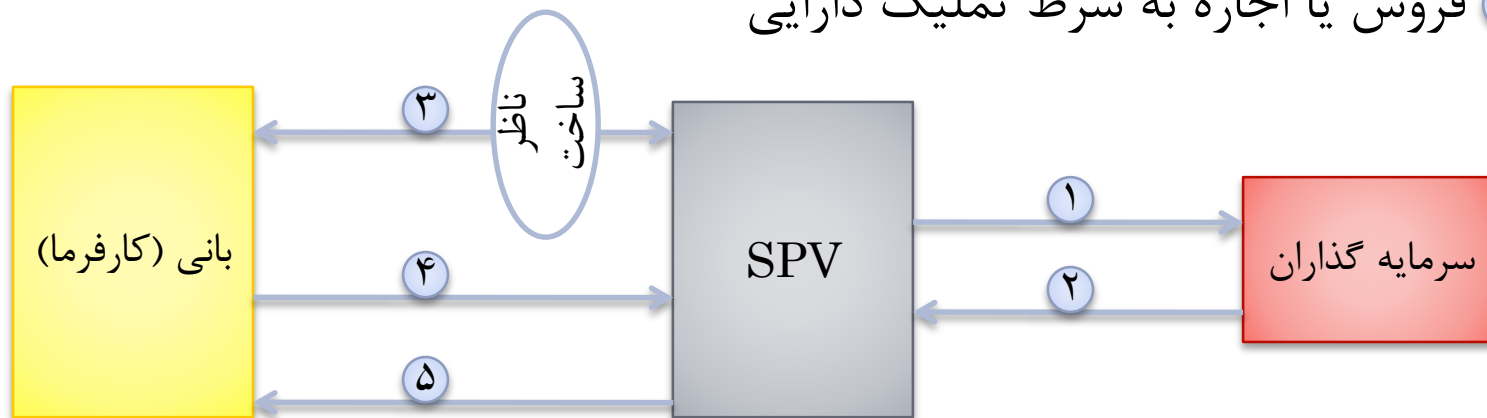 فروش یا اجاره به شرط تملیک دارایی
ناظر
ساخت
۳
۱
بانی (کارفرما)
SPV
سرمایه گذاران
۴
۲
۵